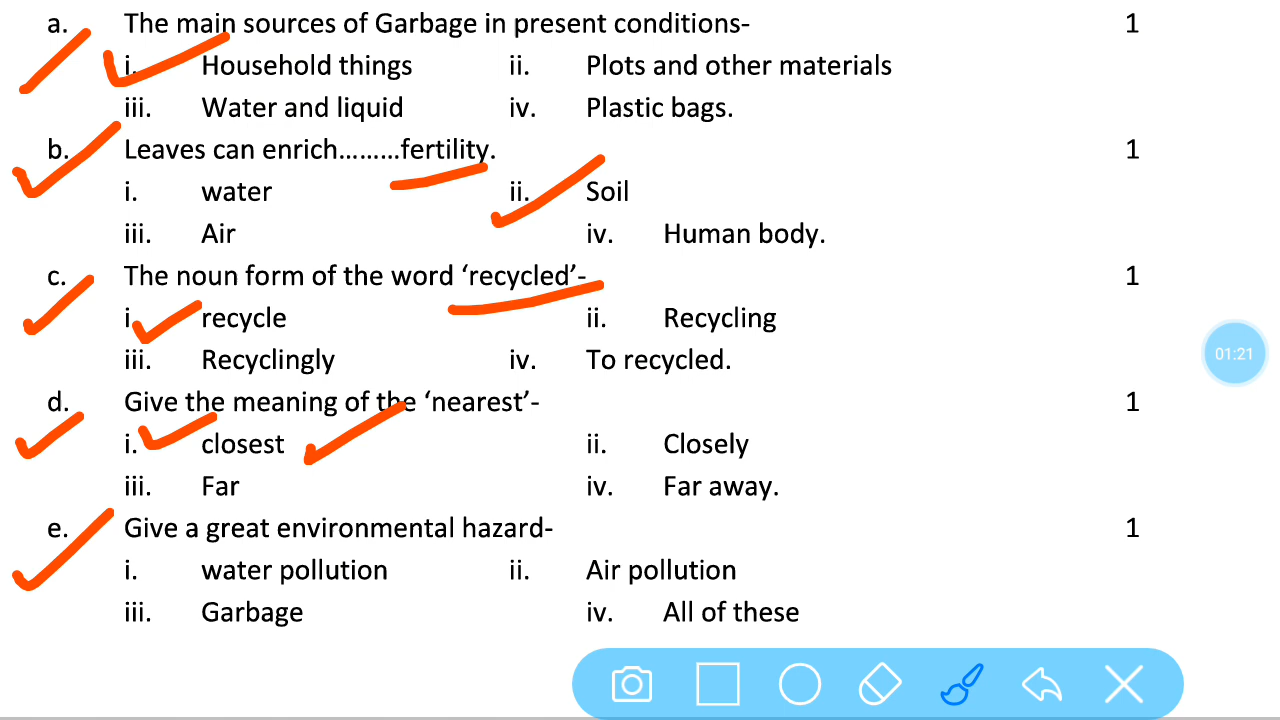 a. The main sources of Garbage in present conditions- 1
i. Household things ii. Plots and other materials
iii. Water and liquid iv. Plastic bags.
b. Leaves can enrich.........fertility. 1
i. water ii. Soil
iii. Air iv. Human body.
c. The noun form of the word ‘recycled’- 1
i. recycle ii. Recycling
iii. Recyclingly iv. To recycled.
01:21
d. Give the meaning of the ‘nearest’- 1
i. closest ii. Closely
iii. Far iv. Far away.
e. Give a great environmental hazard- 1
i. water pollution ii. Air pollution
iii. Garbage iv. All of these